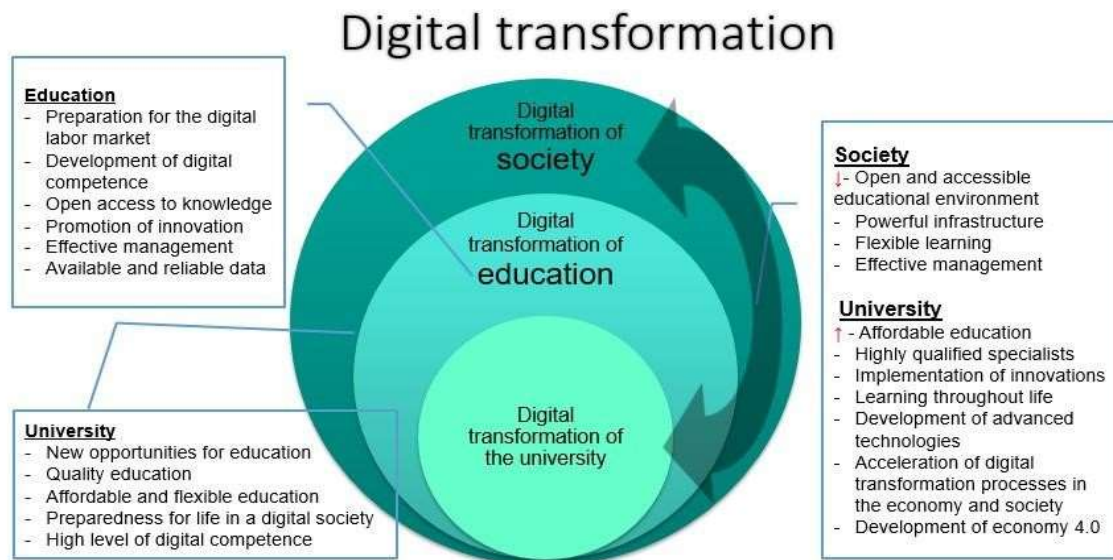 Digital transformation
Education
- Preparation for the digital
labor market
- Development of digital
competence
- Open access to knowledge
- Promotion of innovation
- Effective management
- Available and reliable data
Digital
transformation of
society
Digital
transformation of
education
Digital
transformation of
the university
University
- New opportunities for education
- Quality education
- Affordable and flexible education
- Preparedness for life in a digital society
- High level of digital competence
Society
↓- Open and accessible
educational environment
- Powerful infrastructure
- Flexible learning
- Effective management
University
↑ - Affordable education
- Highly qualified specialists
- Implementation of innovations
- Learning throughout life
- Development of advanced
technologies
- Acceleration of digital
transformation processes in
the economy and society
- Development of economy 4.0